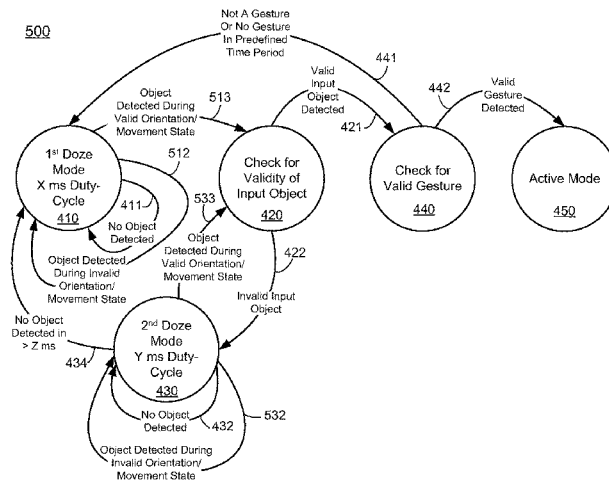 500
Not A Gesture
Or No Gesture
In Predefined
Time Period
441
442
Valid
Gesture
Detected
Object
Detected During
Valid Orientation/
Movement State
513
Valid
Input
Object
Detected
421
512
1st Doze
Mode
X ms Duty-
Cycle
410
411
No Object
Detected
Check for
Validity of
Input Object
420
Check for
Valid Gesture
440
Active Mode
450
533
Object Detected
During Invalid
Orientation/
Movement State
Object
Detected During
Valid Orientation/
Movement State
422
Invalid Input
Object
No Object
Detected in
> Z ms
434
2nd Doze
Mode
Y ms Duty-
Cycle
430
No Object
Detected
432
532
Object Detected During
Invalid Orientation/
Movement State